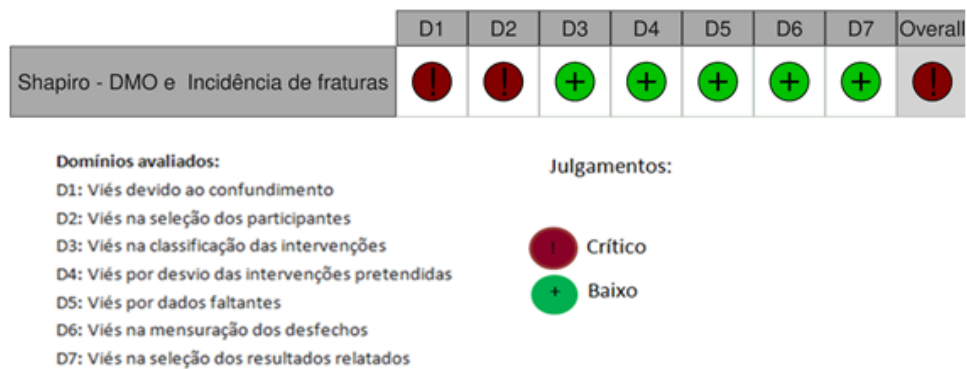 D1 D2 D3 D4 D5 D6 D7 Overall
Shapiro - DMO e Incidência de fraturas ! ! + + + + + !
Domínios avaliados:
D1: Viés devido ao confundimento
D2: Viés na seleção dos participantes
D3: Viés na classificação das intervenções
D4: Viés por desvio das intervenções pretendidas
D5: Viés por dados faltantes
D6: Viés na mensuração dos desfechos
D7: Viés na seleção dos resultados relatados
Julgamentos:
! Crítico
+ Baixo